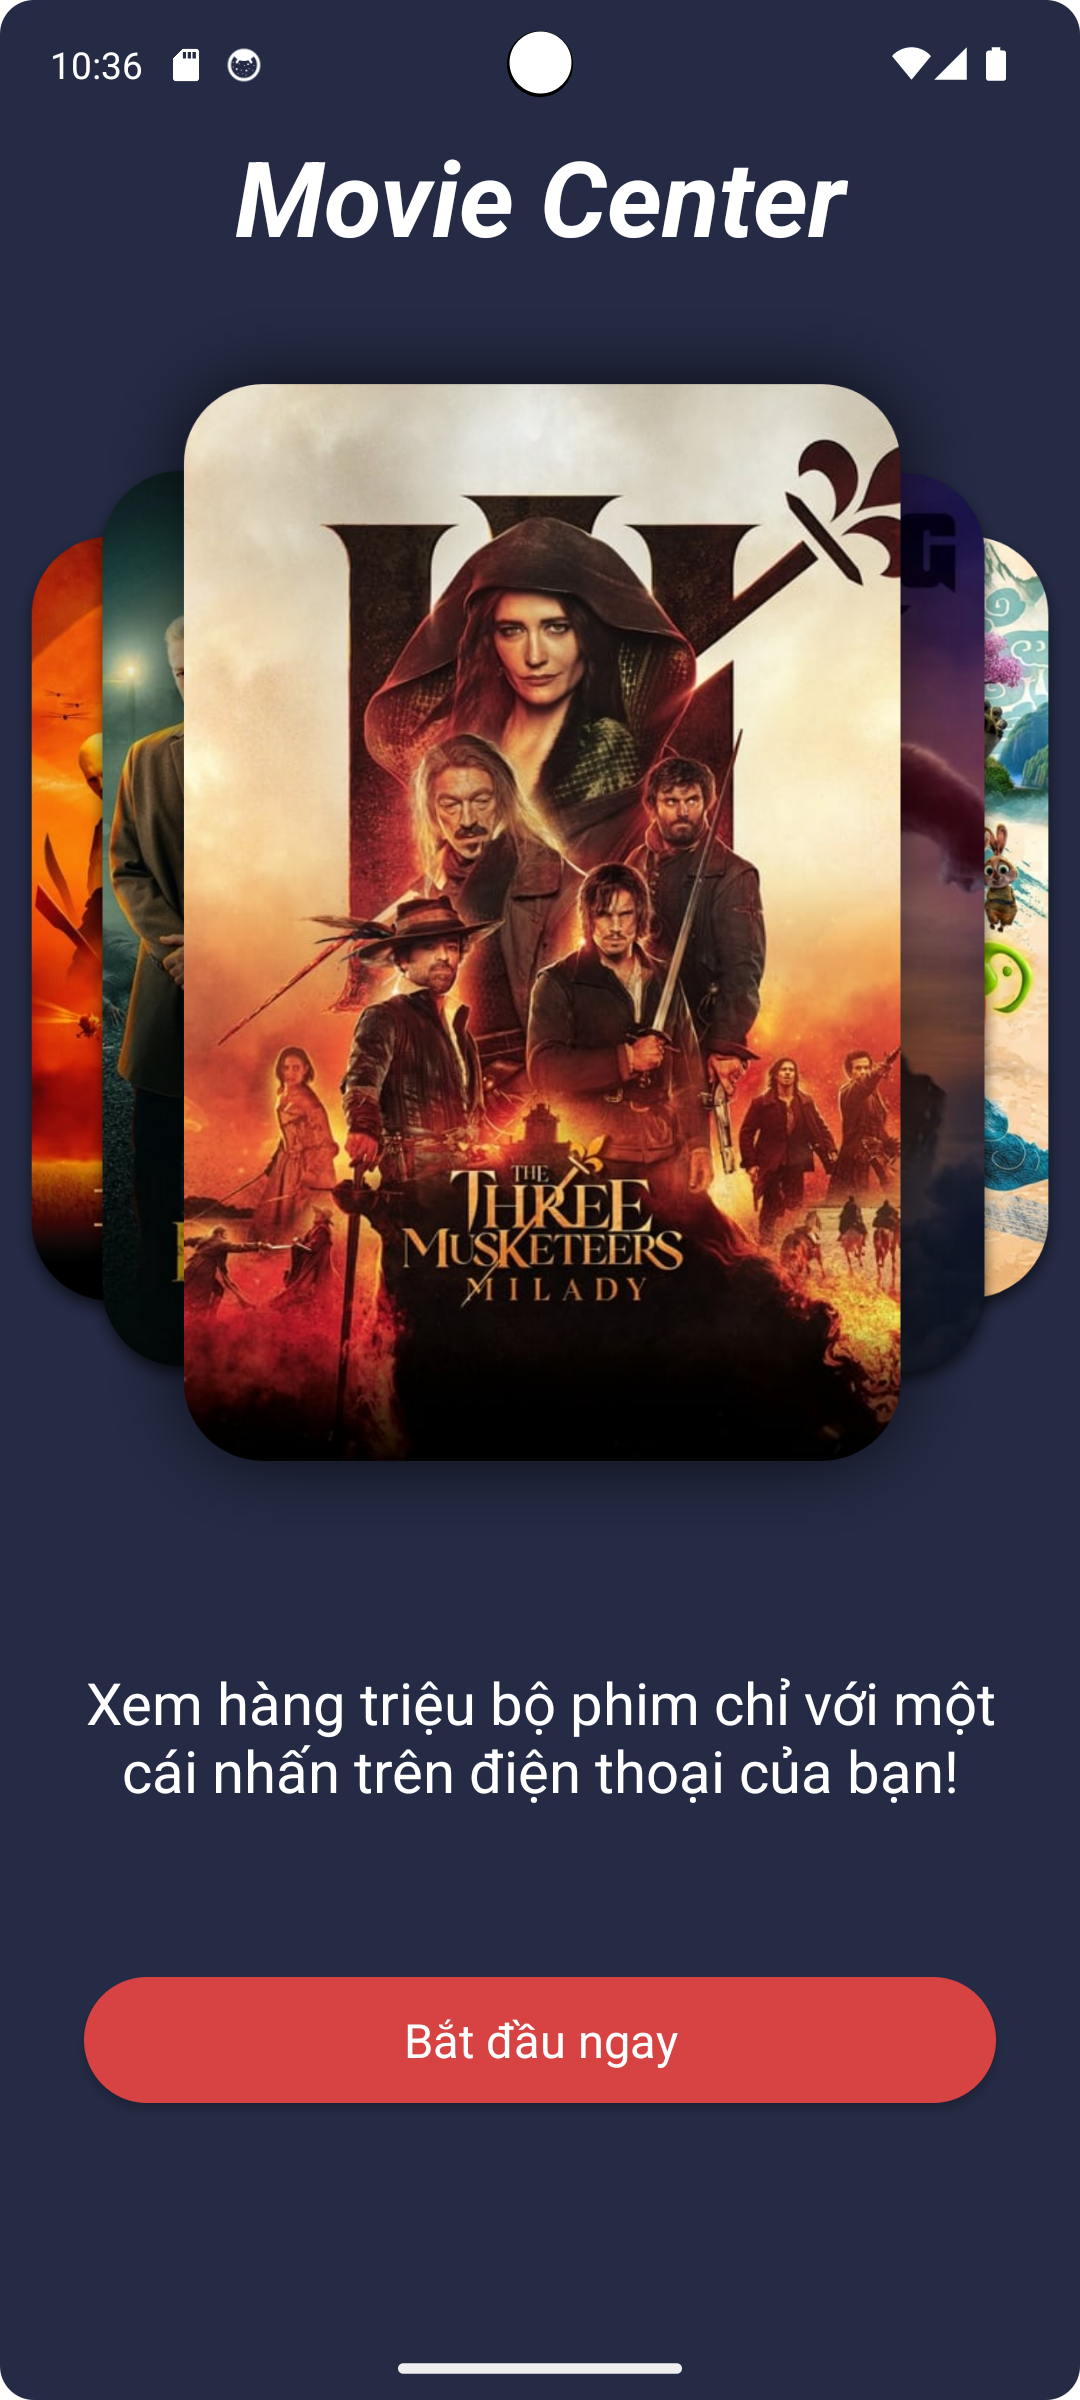 10:36
Movie Center
G
THE
THREE
MUSKETEERS
MILADY
Xem hàng triệu bộ phim chỉ với một
cái nhấn trên điện thoại của bạn!
Bắt đầu ngay